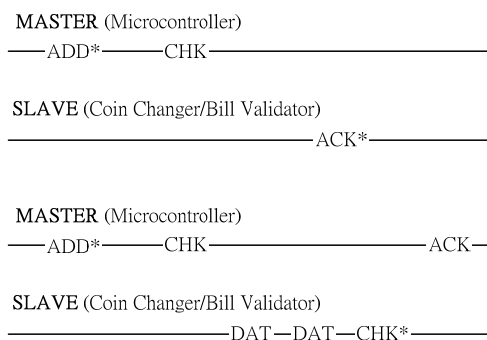 MASTER (Microcontroller)
ADD* CHK
SLAVE (Coin Changer/Bill Validator)
ACK*
MASTER (Microcontroller)
ADD* CHK ACK
SLAVE (Coin Changer/Bill Validator)
DAT DAT CHK*